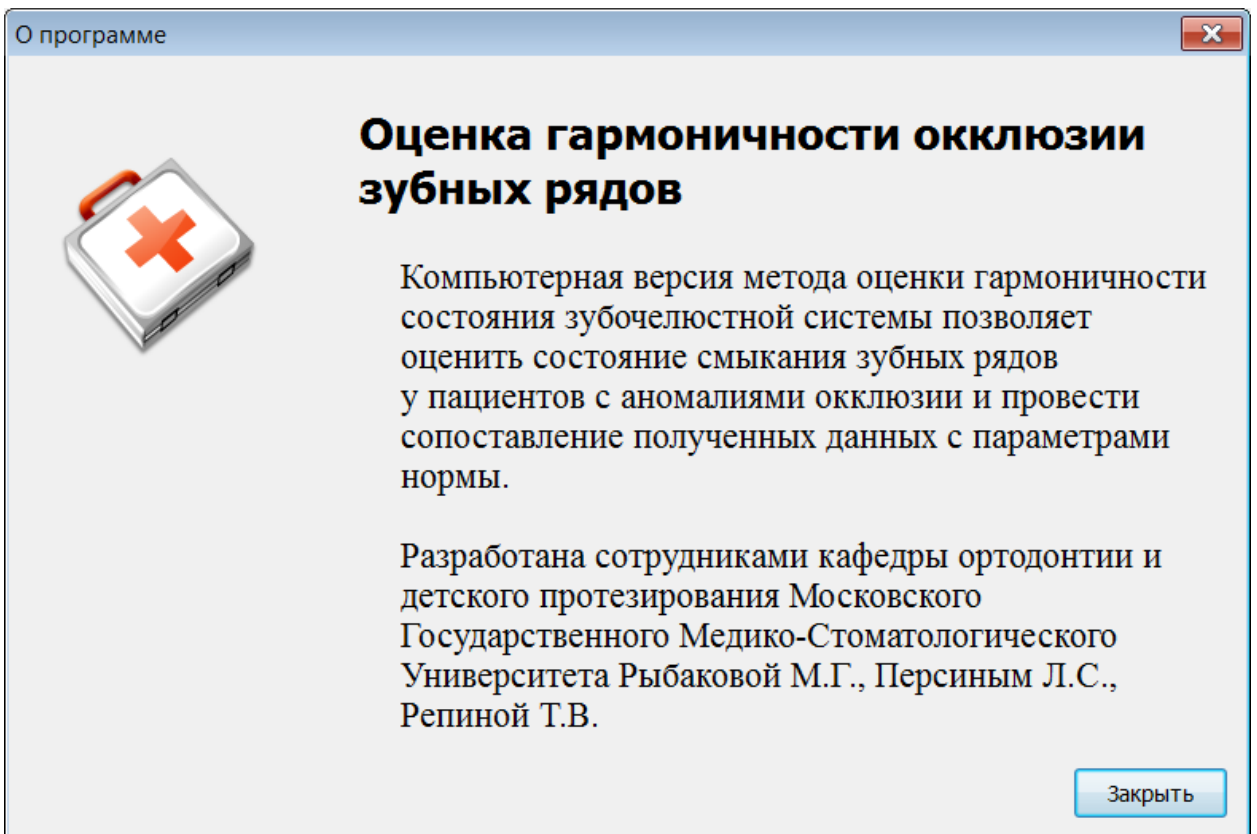 О программе
Оценка гармоничности окклюзии
зубных рядов
Компьютерная версия метода оценки гармоничности
состояния зубочелюстной системы позволяет
оценить состояние смыкания зубных рядов
у пациентов с аномалиями окклюзии и провести
сопоставление полученных данных с параметрами
нормы.
Разработана сотрудниками кафедры ортодонтии и
детского протезирования Московского
Государственного Медико-Стоматологического
Университета Рыбаковой М.Г., Персиным Л.С.,
Репиной Т.В.
Закрыть